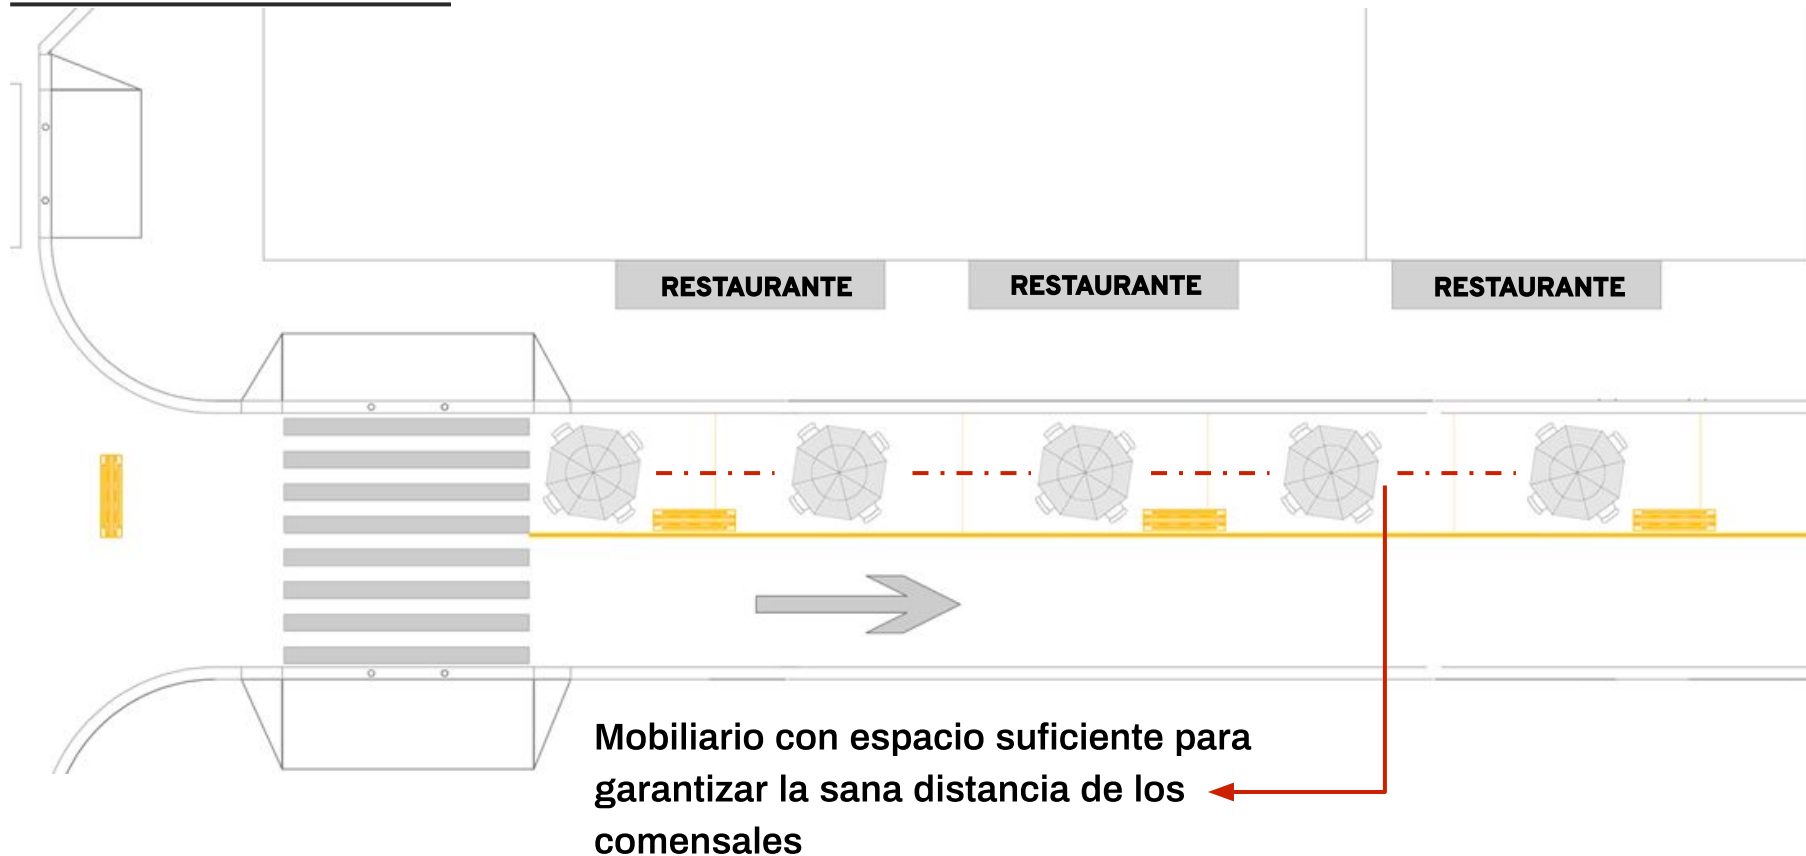 RESTAURANTE
RESTAURANTE
RESTAURANTE
Mobiliario con espacio suficiente para
garantizar la sana distancia de los
comensales